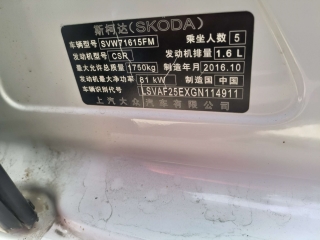 斯柯达(SKODA)
车辆型号 SVW71615FM 乘坐人数 5
发动机型号 CSR 发动机排量 1.6 L
最大允许总质量 1750kg 制造年月 2016.10
发动机最大净功率 81 kW 制造国 中国
车辆识别代号 LSVAF25EXGN114911
上汽大众汽车有限公司